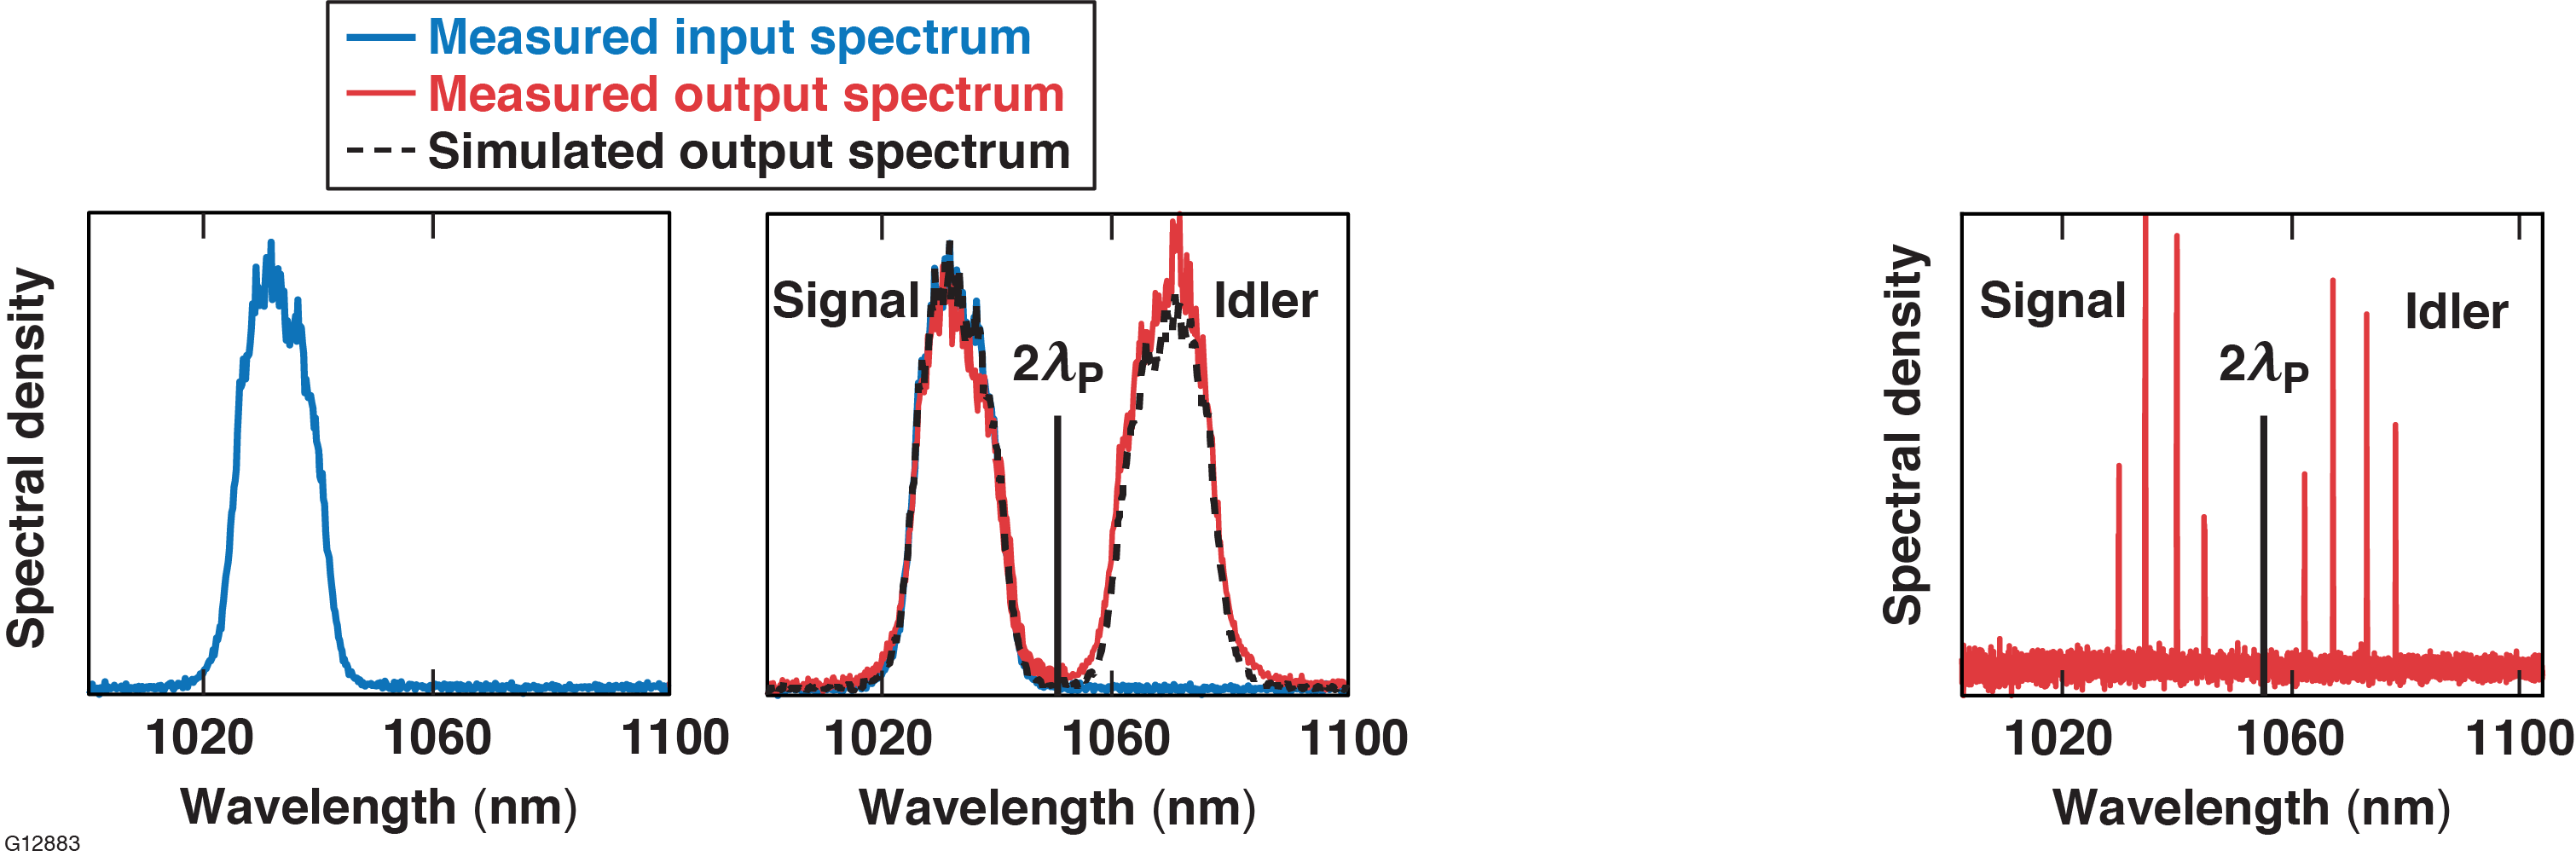 Measured input spectrum
Measured output spectrum
Simulated output spectrum
Spectral density
1020 1060 1100
Wavelength (nm)
Signal
2λP
Idler
1020 1060 1100
Wavelength (nm)
Spectral density
Signal
2λP
Idler
1020 1060 1100
Wavelength (nm)
G12883